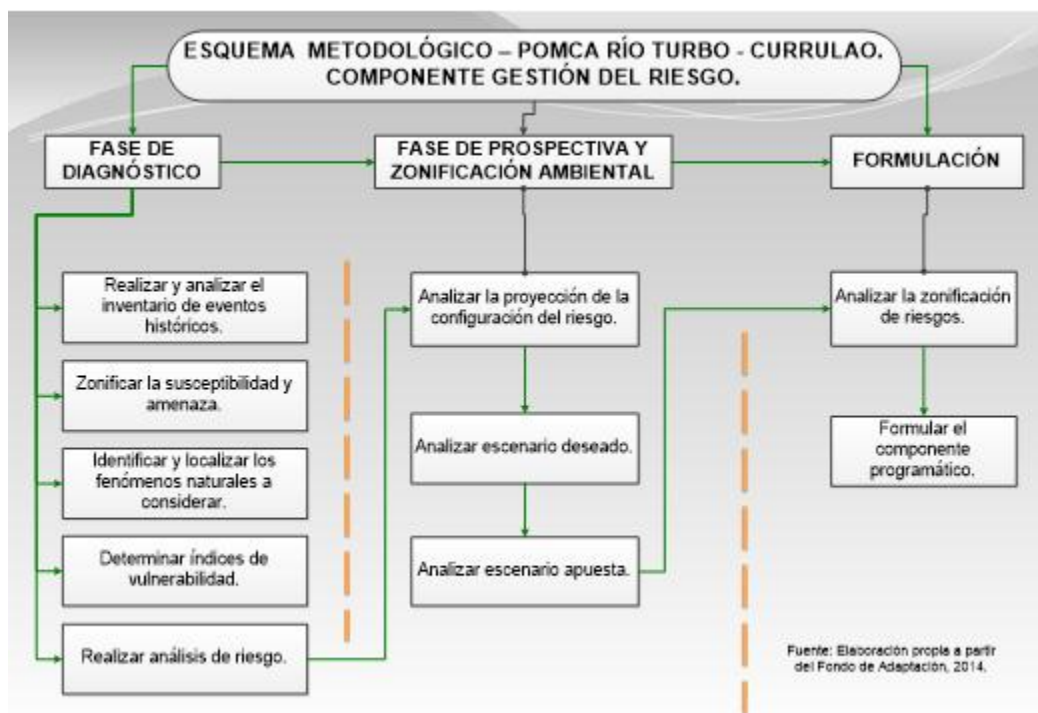 ESQUEMA METODOLÓGICO – POMCA RÍO TURBO - CURRULAO.
COMPONENTE GESTIÓN DEL RIESGO.
FASE DE
DIAGNÓSTICO
FASE DE PROSPECTIVA Y
ZONIFICACIÓN AMBIENTAL
FORMULACIÓN
Realizar y analizar el
inventario de eventos
históricos.
Zonificar la susceptibilidad y
amenaza.
Identificar y localizar los
fenómenos naturales a
considerar.
Determinar índices de
vulnerabilidad.
Realizar análisis de riesgo.
Analizar la proyección de la
configuración del riesgo.
Analizar escenario deseado.
Analizar escenario apuesta.
Analizar la zonificación
de riesgos.
Formular el
componente
programático.
Fuente: Elaboración propia a partir
del Fondo de Adaptación, 2014.